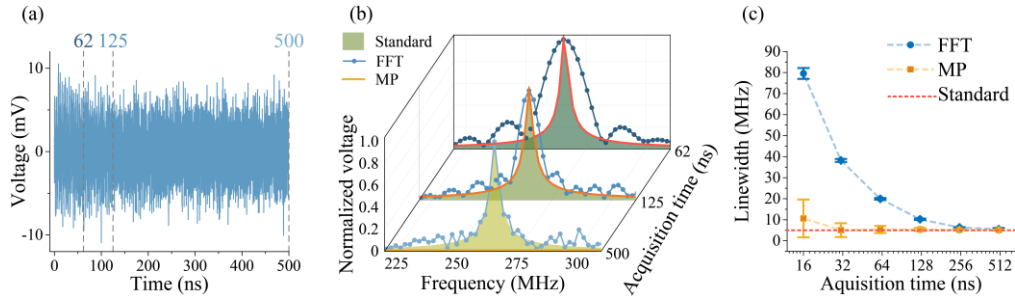 (a)
62 125 500
10
0
-10
Voltage (mV)
0 100 200 300 400 500
Time (ns)
(b)
Standard
FFT
MP
1.0
0.8
0.6
0.4
0.2
0
Normalized voltage
225 250 275 300
Frequency (MHz)
62
125
500
Acquisition time (ns)
(c)
FFT
MP
Standard
90
80
70
60
50
40
30
20
10
0
Linewidth (MHz)
16 32 64 128 256 512
Aquisition time (ns)